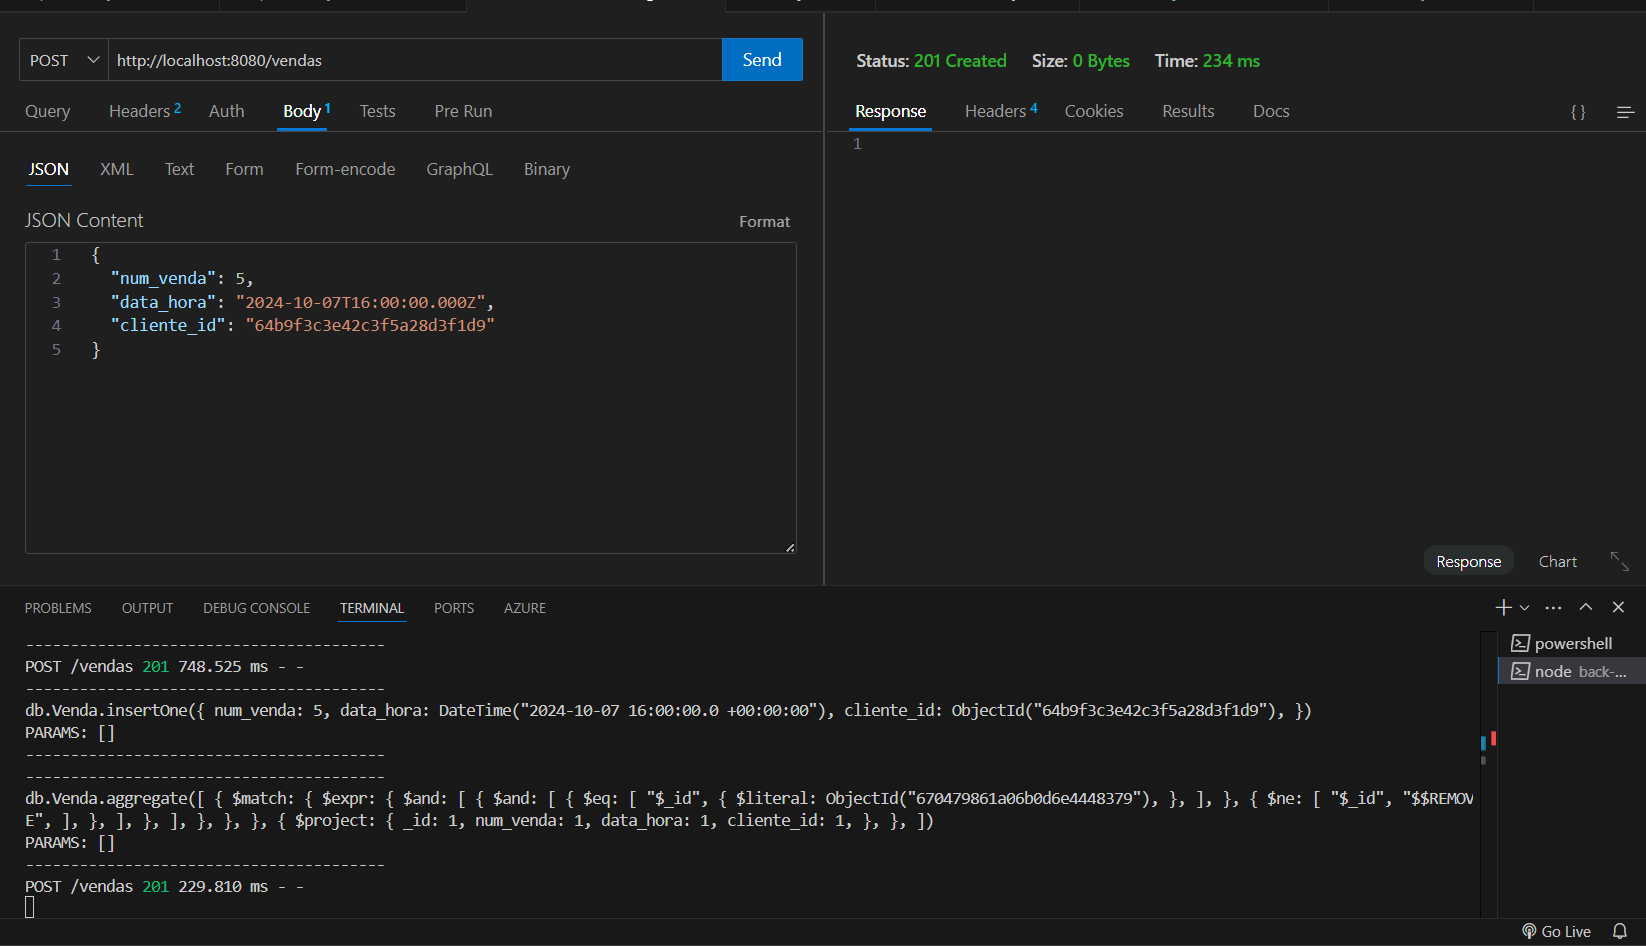 POST
http://localhost:8080/vendas
Send
Query
Headers 2
Auth
Body 1
Tests
Pre Run
JSON
XML
Text
Form
Form-encode
GraphQL
Binary
JSON Content
Format
1 {
2 "num_venda": 5,
3 "data_hora": "2024-10-07T16:00:00.000Z",
4 "cliente_id": "64b9f3c3e42c3f5a28d3f1d9"
5 }
Status: 201 Created
Size: 0 Bytes
Time: 234 ms
Response
Headers 4
Cookies
Results
Docs
{ }
1
Response
Chart
PROBLEMS
OUTPUT
DEBUG CONSOLE
TERMINAL
PORTS
AZURE
----------------------------------------
POST /vendas 201 748.525 ms - -
----------------------------------------
db.Venda.insertOne({ num_venda: 5, data_hora: DateTime("2024-10-07 16:00:00.0 +00:00:00"), cliente_id: ObjectId("64b9f3c3e42c3f5a28d3f1d9"), })
PARAMS: []
----------------------------------------
----------------------------------------
db.Venda.aggregate([ { $match: { $expr: { $and: [ { $and: [ { $eq: [ "$_id", { $literal: ObjectId("670479861a06b0d6e4448379"), }, ], }, { $ne: [ "$_id", "$$REMOV
E", ], }, ], }, ], }, }, }, { $project: { _id: 1, num_venda: 1, data_hora: 1, cliente_id: 1, }, }, ])
PARAMS: []
----------------------------------------
POST /vendas 201 229.810 ms - -
powershell
node back-...
Go Live